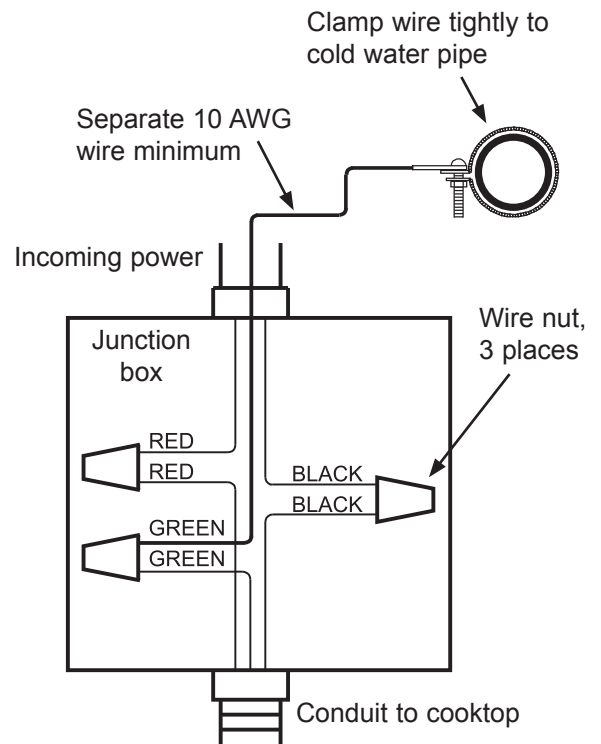 Clamp wire tightly to
cold water pipe
Separate 10 AWG
wire minimum
Incoming power
Junction
box
Wire nut,
3 places
RED
RED
BLACK
BLACK
GREEN
GREEN
Conduit to cooktop